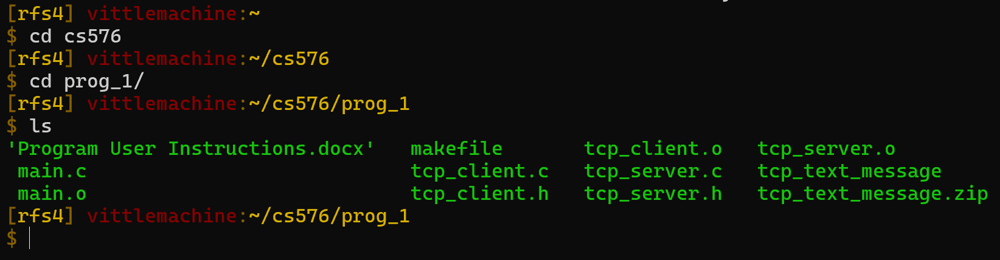 [rfs4] vittlemachine:~
$ cd cs576
[rfs4] vittlemachine:~/cs576
$ cd prog_1/
[rfs4] vittlemachine:~/cs576/prog_1
$ ls
'Program User Instructions.docx'   makefile       tcp_client.o   tcp_server.o
 main.c                            tcp_client.c   tcp_server.c   tcp_text_message
 main.o                            tcp_client.h   tcp_server.h   tcp_text_message.zip
[rfs4] vittlemachine:~/cs576/prog_1
$